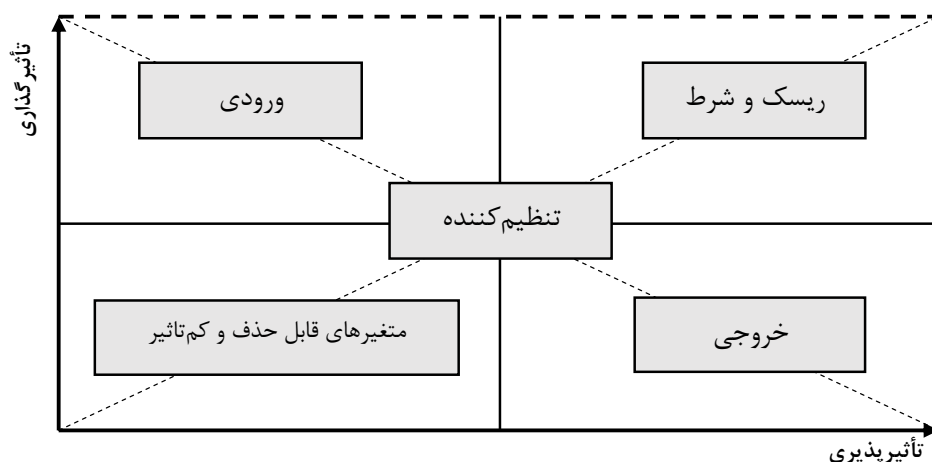 تأثیرگذاری
ریسک و شرط
ورودی
تنظیم‌کننده
خروجی
متغیرهای قابل حذف و کم‌تاثیر
تأثیرپذیری